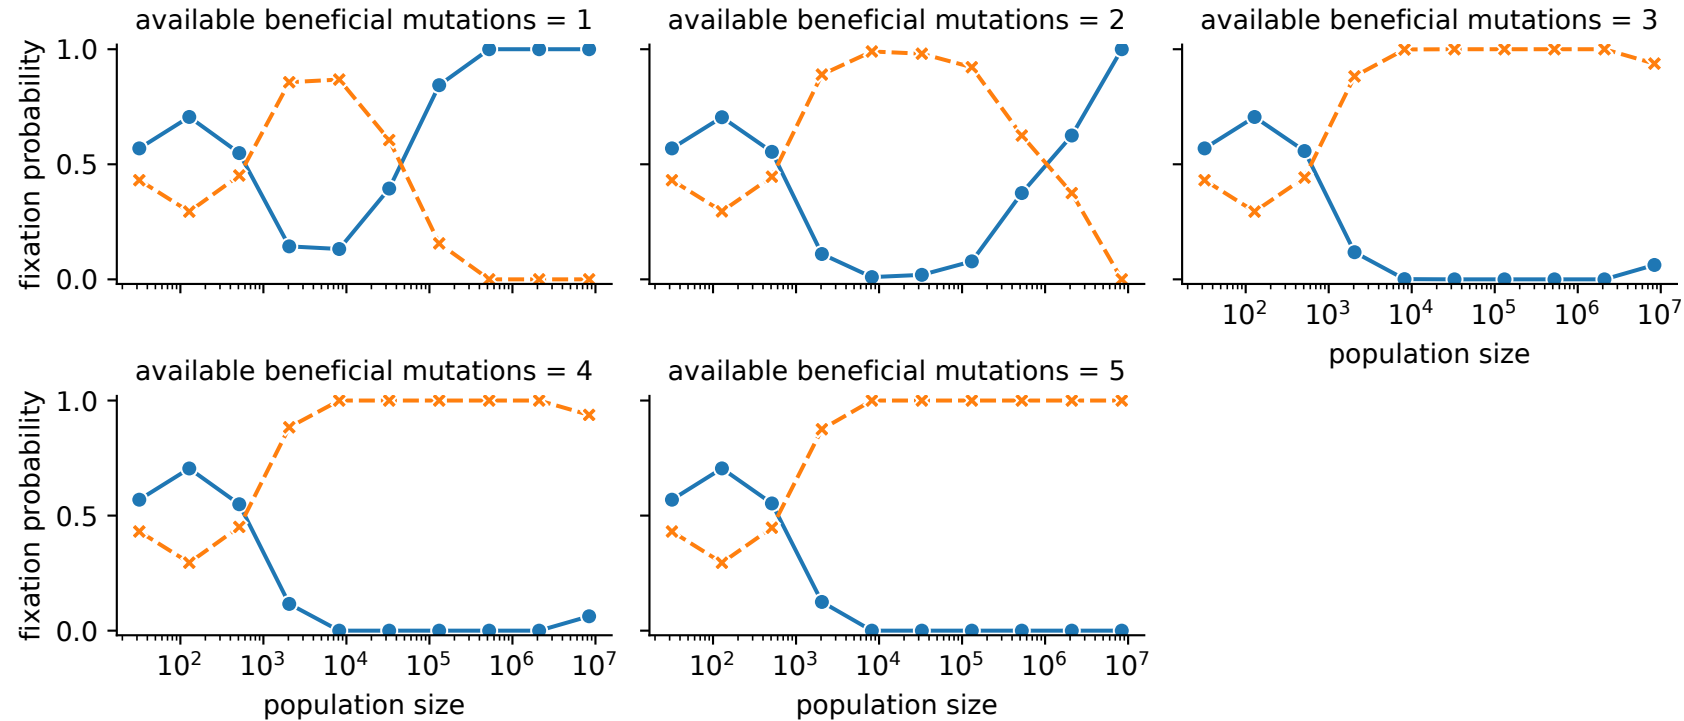 available beneficial mutations = 1
available beneficial mutations = 2
available beneficial mutations = 3
fixation probability
1.0
0.5
0.0
10² 10³ 10⁴ 10⁵ 10⁶ 10⁷
population size
available beneficial mutations = 4
available beneficial mutations = 5
fixation probability
1.0
0.5
0.0
10² 10³ 10⁴ 10⁵ 10⁶ 10⁷
10² 10³ 10⁴ 10⁵ 10⁶ 10⁷
population size
population size